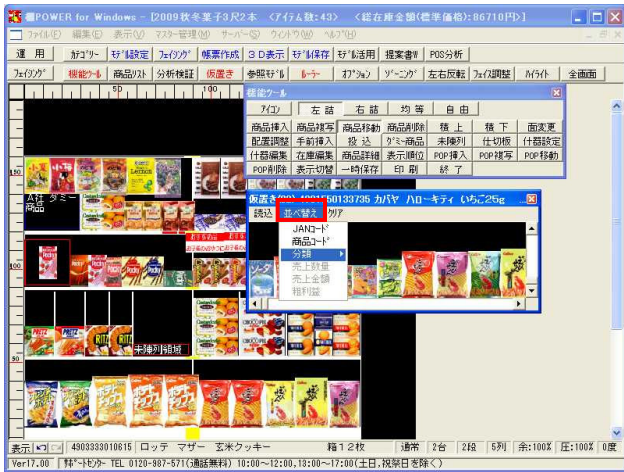 棚POWER for Windows - [2009秋冬菓子3尺2本 <アイテム数:43> <総在庫金額(標準価格):86710円>]
ファイル(F) 編集(E) 表示(V) マスター管理(M) サーバー(S) ウィンドウ(W) ヘルプ(H)
運 用 カテゴリー モデル設定 フェイシング 帳票作成 3D表示 モデル保存 モデル活用 提案書W POS分析
フェイシング 機能ツール 商品リスト 分析検証 仮置き 参照モデル ルーラー オプション ゾーニング 左右反転 フェイス調整 ハイライト 全画面
50 100
機能ツール
アイコン 左 詰 右 詰 均 等 自 由
商品挿入 商品複写 商品移動 商品削除 積 上 積 下 面変更
配置調整 手前挿入 投 込 ダミー商品 未陳列 仕切板 什器設定
什器編集 在庫編集 商品詳細 表示順位 POP挿入 POP複写 POP移動
POP削除 表示切替 一時保存 印 刷 終 了
150
A社 ダミー
商品
100
50
未陳列領域
読込 並べ替え クリア
JANコード
商品コード
分類
売上数量
売上金額
粗利益
表示 4903333010615 ロッテ マザー 玄米クッキー 箱12枚 通常 2台 2段 5列 余:100% 圧:100% 0度
Ver17.00 サポートセンター TEL 0120-987-571(通話無料) 10:00~12:00,13:00~17:00(土日,祝祭日を除く)